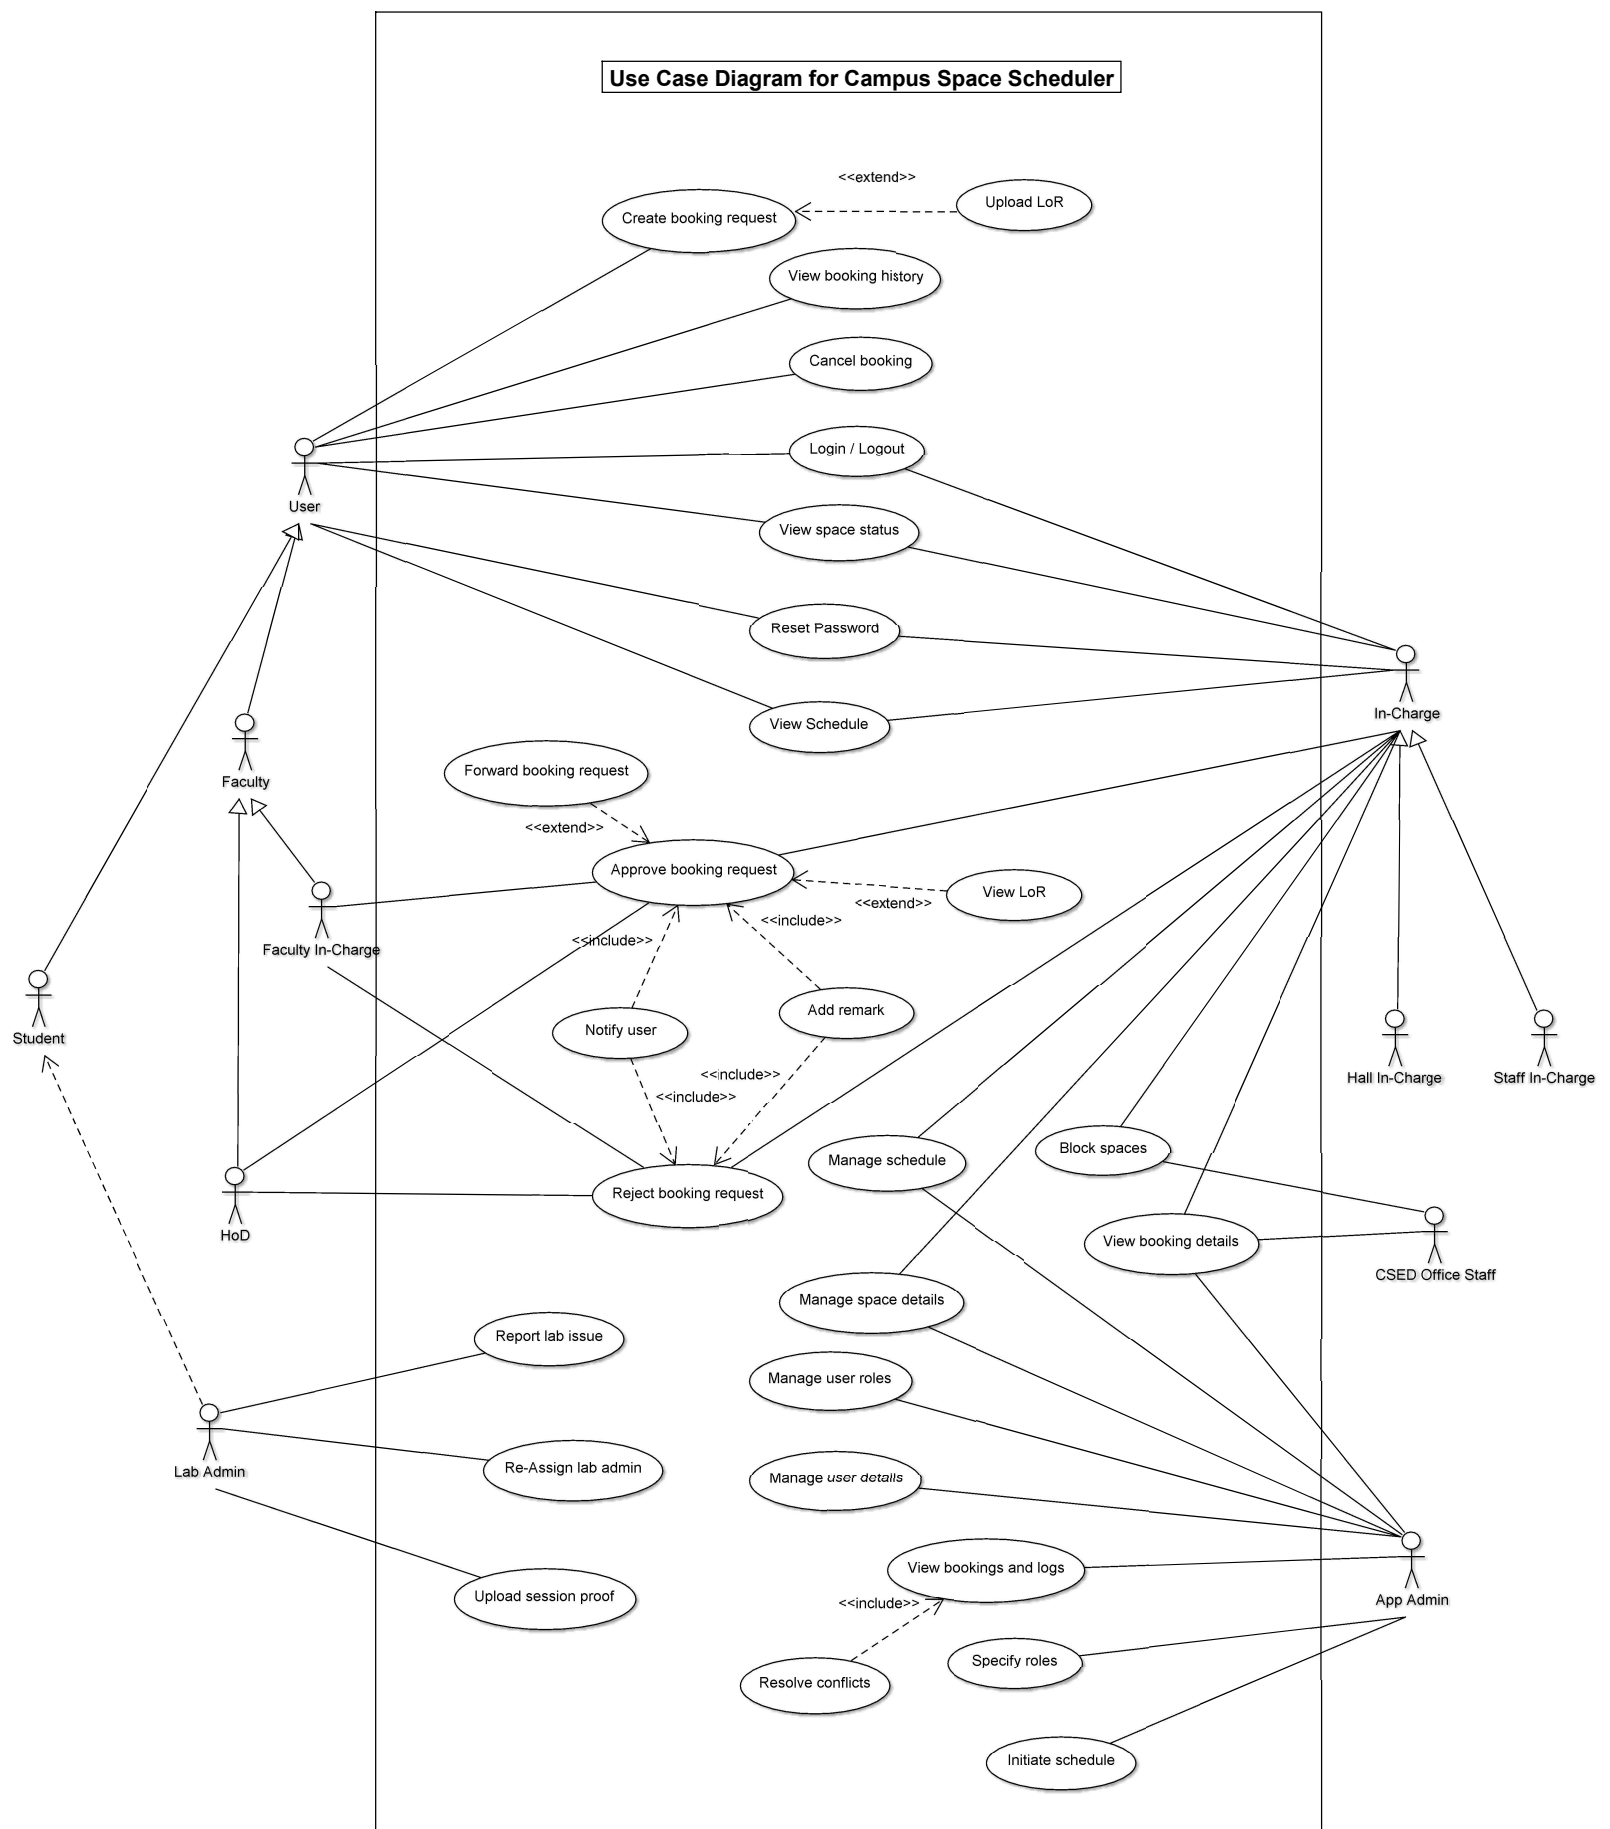 Use Case Diagram for Campus Space Scheduler
<<extend>>
Upload LoR
Create booking request
View booking history
Cancel booking
Login / Logout
User
View space status
Reset Password
View Schedule
In-Charge
Faculty
Forward booking request
<<extend>>
Approve booking request
View LoR
<<extend>>
<<include>>
<<include>>
Faculty In-Charge
Add remark
Notify user
Student
<<include>>
<<include>>
Hall In-Charge
Staff In-Charge
Block spaces
Manage schedule
Reject booking request
HoD
View booking details
CSED Office Staff
Manage space details
Report lab issue
Manage user roles
Lab Admin
Re-Assign lab admin
Manage user details
View bookings and logs
Upload session proof
<<include>>
App Admin
Specify roles
Resolve conflicts
Initiate schedule